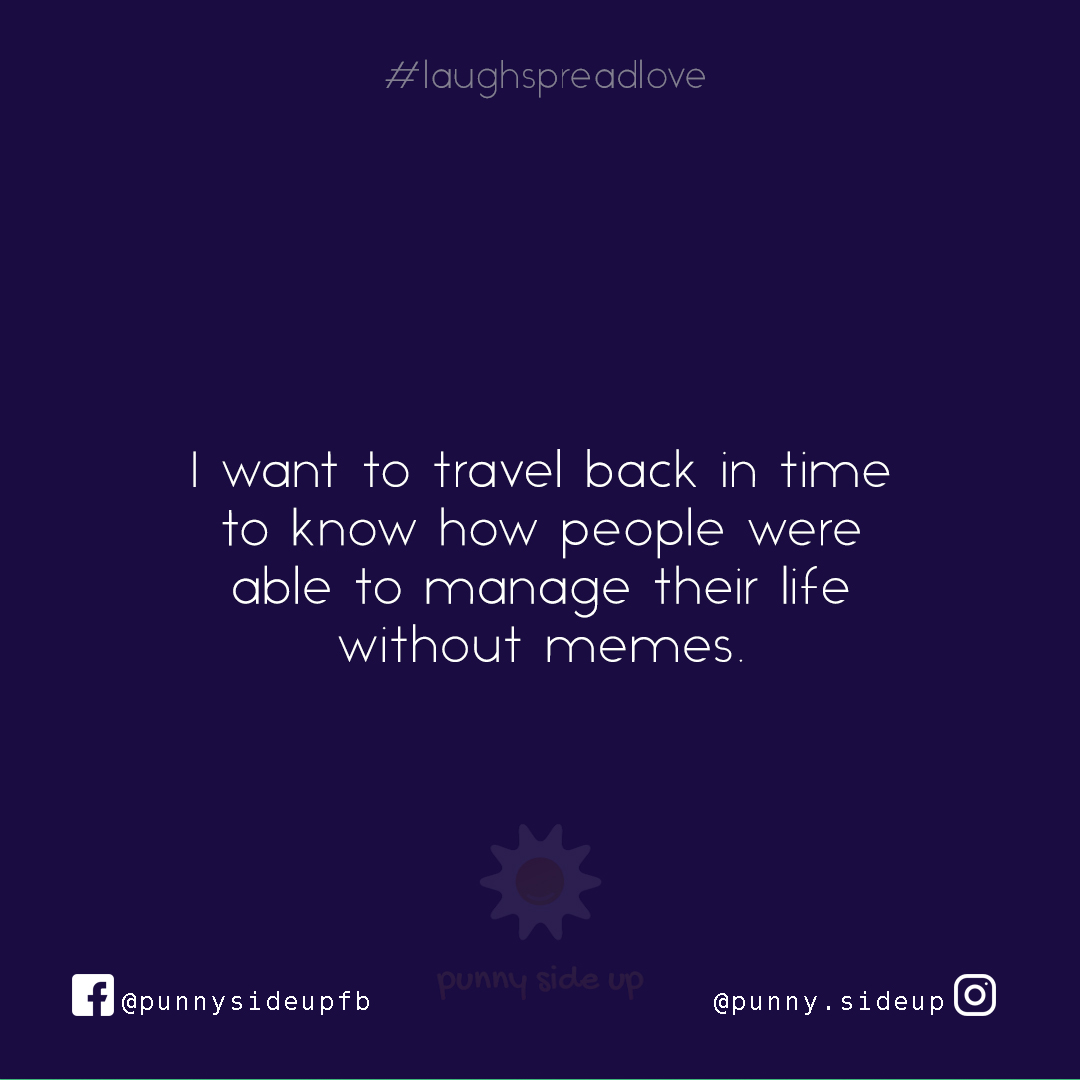 #laughspreadlove
I want to travel back in time
to know how people were
able to manage their life
without memes.
punny side up
@punnysideupfb
@punny.sideup